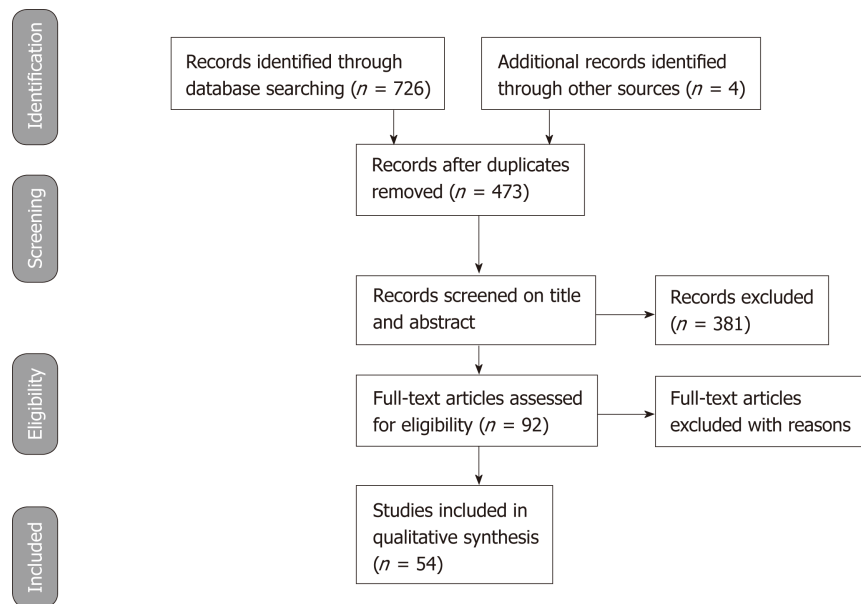 Identification
Records identified through
database searching (n = 726)
Additional records identified
through other sources (n = 4)
Records after duplicates
removed (n = 473)
Screening
Records screened on title
and abstract
Records excluded
(n = 381)
Eligibility
Full-text articles assessed
for eligibility (n = 92)
Full-text articles
excluded with reasons
Included
Studies included in
qualitative synthesis
(n = 54)